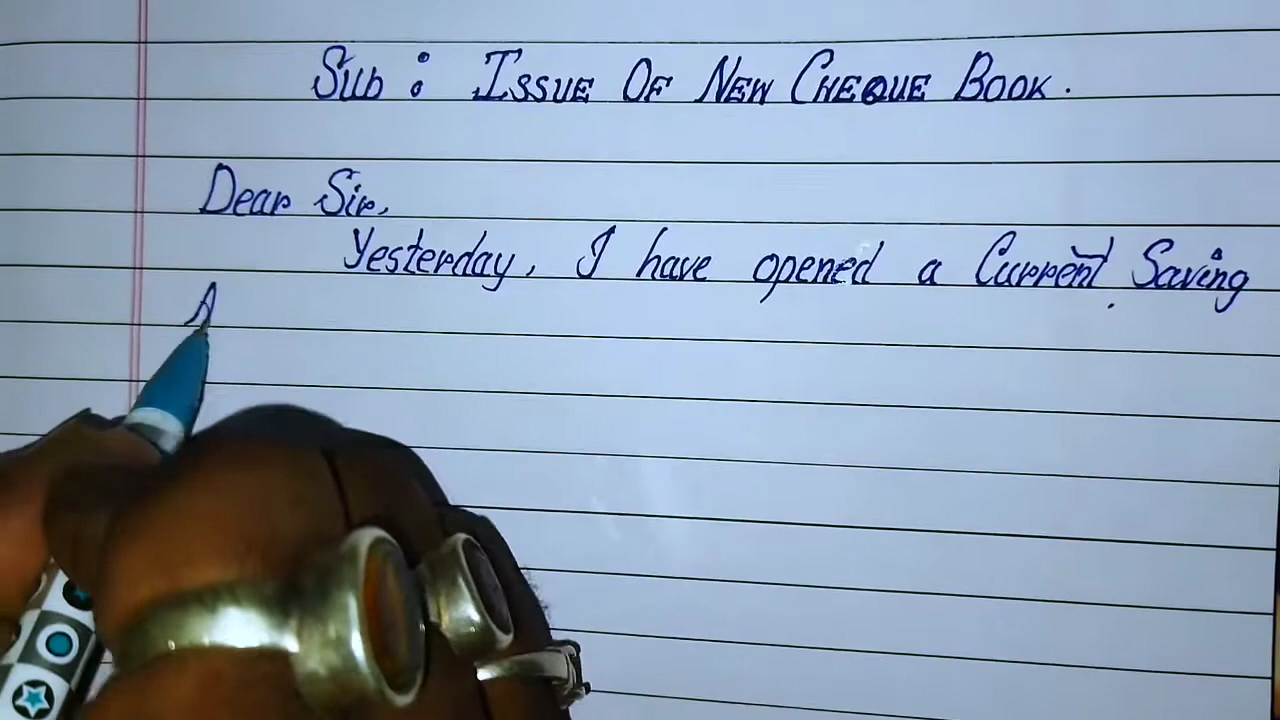 Sub : ISSUE OF NEW CHEQUE BOOK.
Dear Sir,
Yesterday, I have opened a Current Saving
A